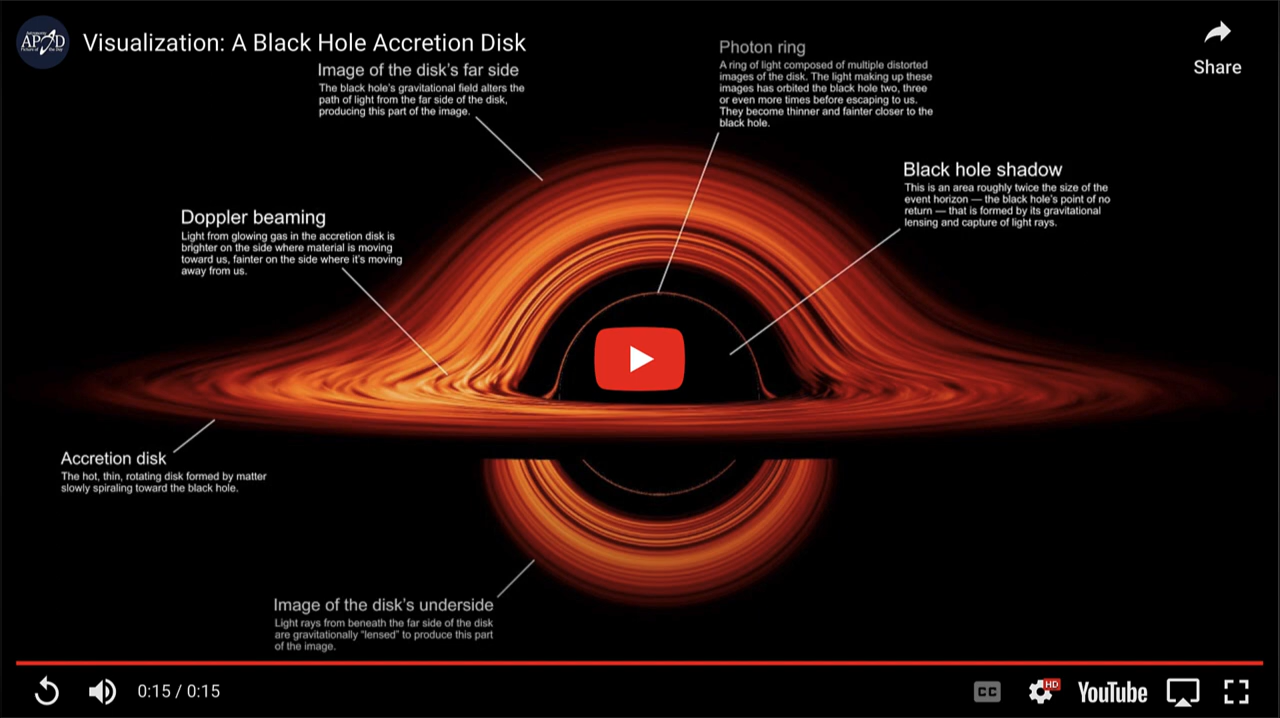 APOD
Visualization: A Black Hole Accretion Disk
Share
Image of the disk's far side
The black hole's gravitational field alters the
path of light from the far side of the disk,
producing this part of the image.
Photon ring
A ring of light composed of multiple distorted
images of the disk. The light making up these
images has orbited the black hole two, three
or even more times before escaping to us.
They become thinner and fainter closer to the
black hole.
Black hole shadow
This is an area roughly twice the size of the
event horizon — the black hole's point of no
return — that is formed by its gravitational
lensing and capture of light rays.
Doppler beaming
Light from glowing gas in the accretion disk is
brighter on the side where material is moving
toward us, fainter on the side where it's moving
away from us.
Accretion disk
The hot, thin, rotating disk formed by matter
slowly spiraling toward the black hole.
Image of the disk's underside
Light rays from beneath the far side of the disk
are gravitationally "lensed" to produce this part
of the image.
0:15 / 0:15
CC
HD
YouTube